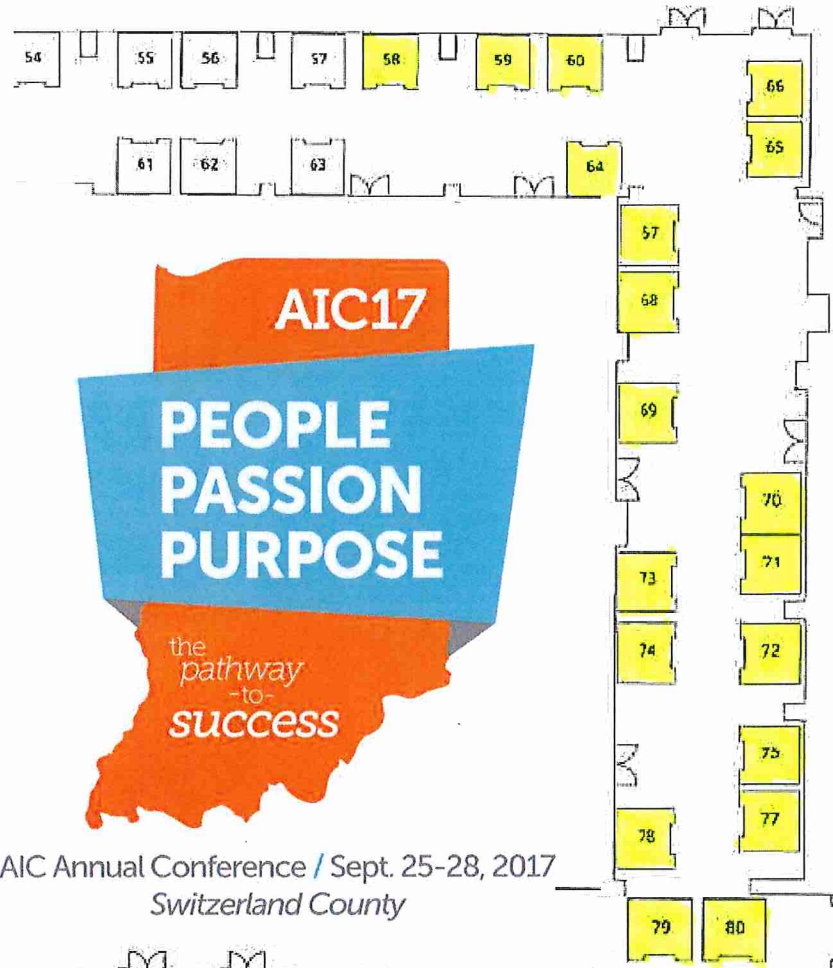 54 55 56 57 58 59 60
66
65
61 62 63 64
57
68
69
70
71
73
74 72
75
77
78
79 80
AIC17
PEOPLE
PASSION
PURPOSE
the
pathway
-to-
success
AIC Annual Conference / Sept. 25-28, 2017
Switzerland County